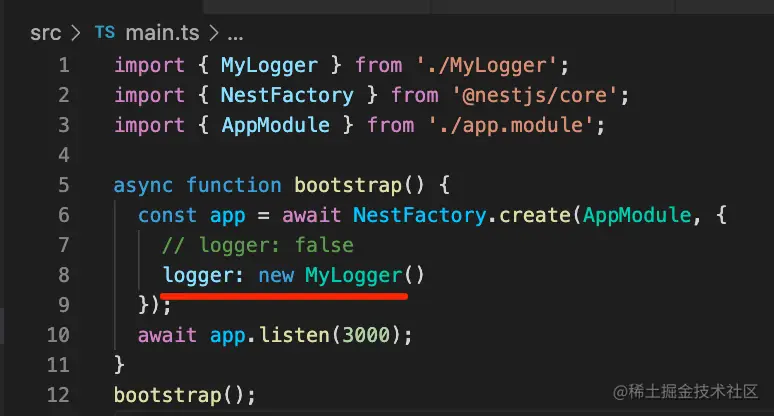 src > TS main.ts > ...
1 import { MyLogger } from './MyLogger';
2 import { NestFactory } from '@nestjs/core';
3 import { AppModule } from './app.module';
4
5 async function bootstrap() {
6   const app = await NestFactory.create(AppModule, {
7     // logger: false
8     logger: new MyLogger()
9   });
10   await app.listen(3000);
11 }
12 bootstrap();
@稀土掘金技术社区